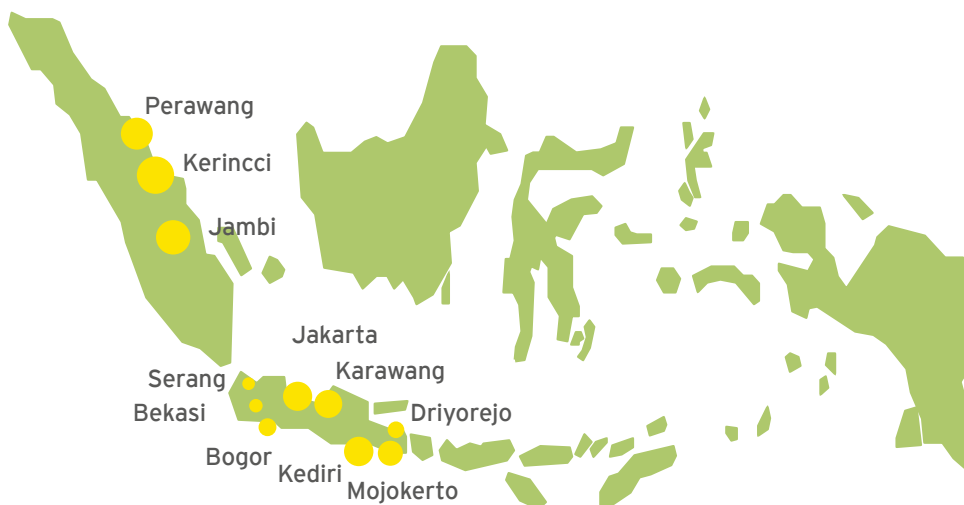 Perawang
Kerincci
Jambi
Jakarta
Karawang
Serang
Bekasi
Driyorejo
Bogor
Kediri
Mojokerto